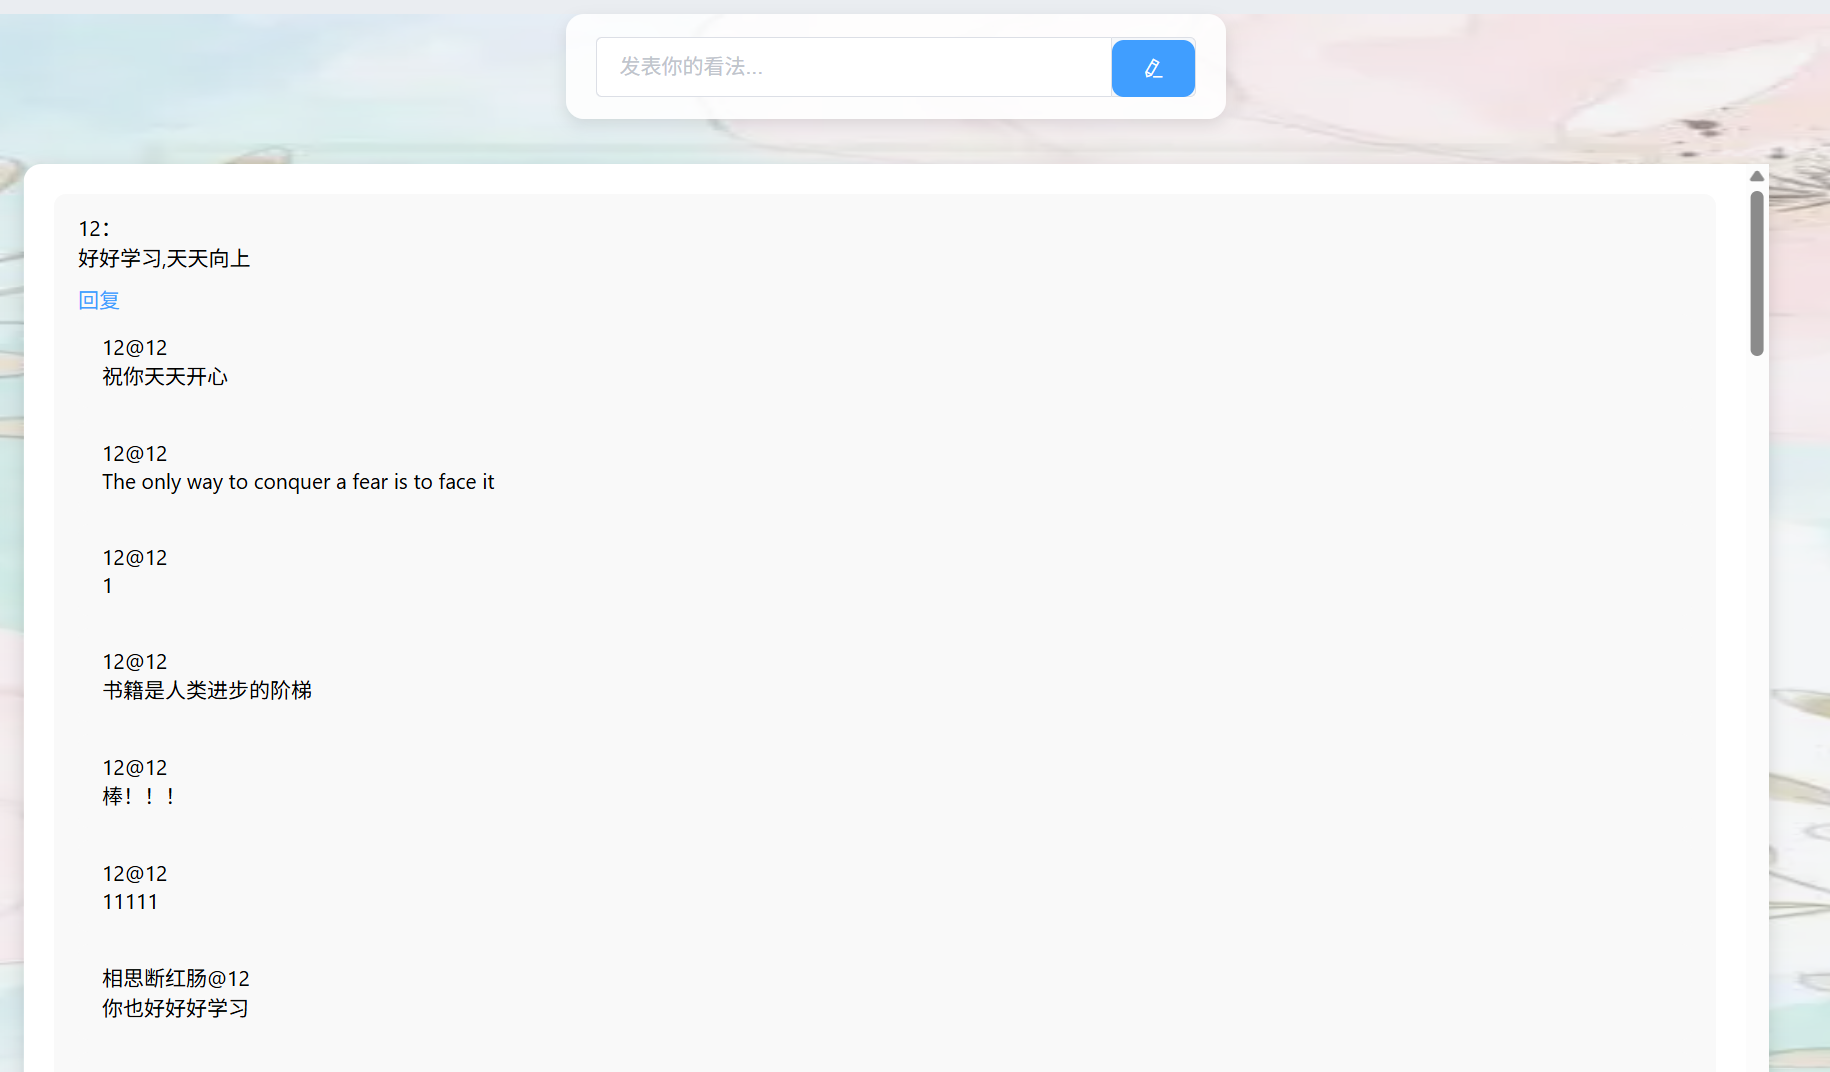 发表你的看法...
12：
好好学习,天天向上
回复
12@12
祝你天天开心
12@12
The only way to conquer a fear is to face it
12@12
1
12@12
书籍是人类进步的阶梯
12@12
棒！！！
12@12
11111
相思断红肠@12
你也好好好学习